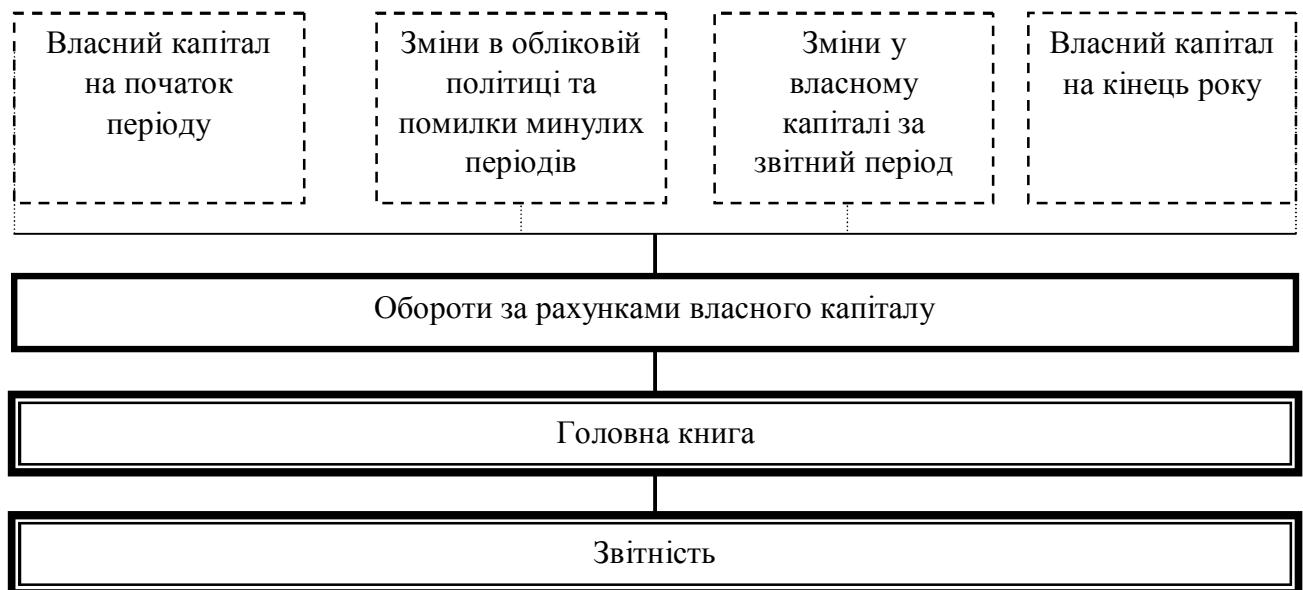 Власний капітал
на початок
періоду
Зміни в обліковій
політиці та
помилки минулих
періодів
Зміни у
власному
капіталі за
звітний період
Власний капітал
на кінець року
Обороти за рахунками власного капіталу
Головна книга
Звітність